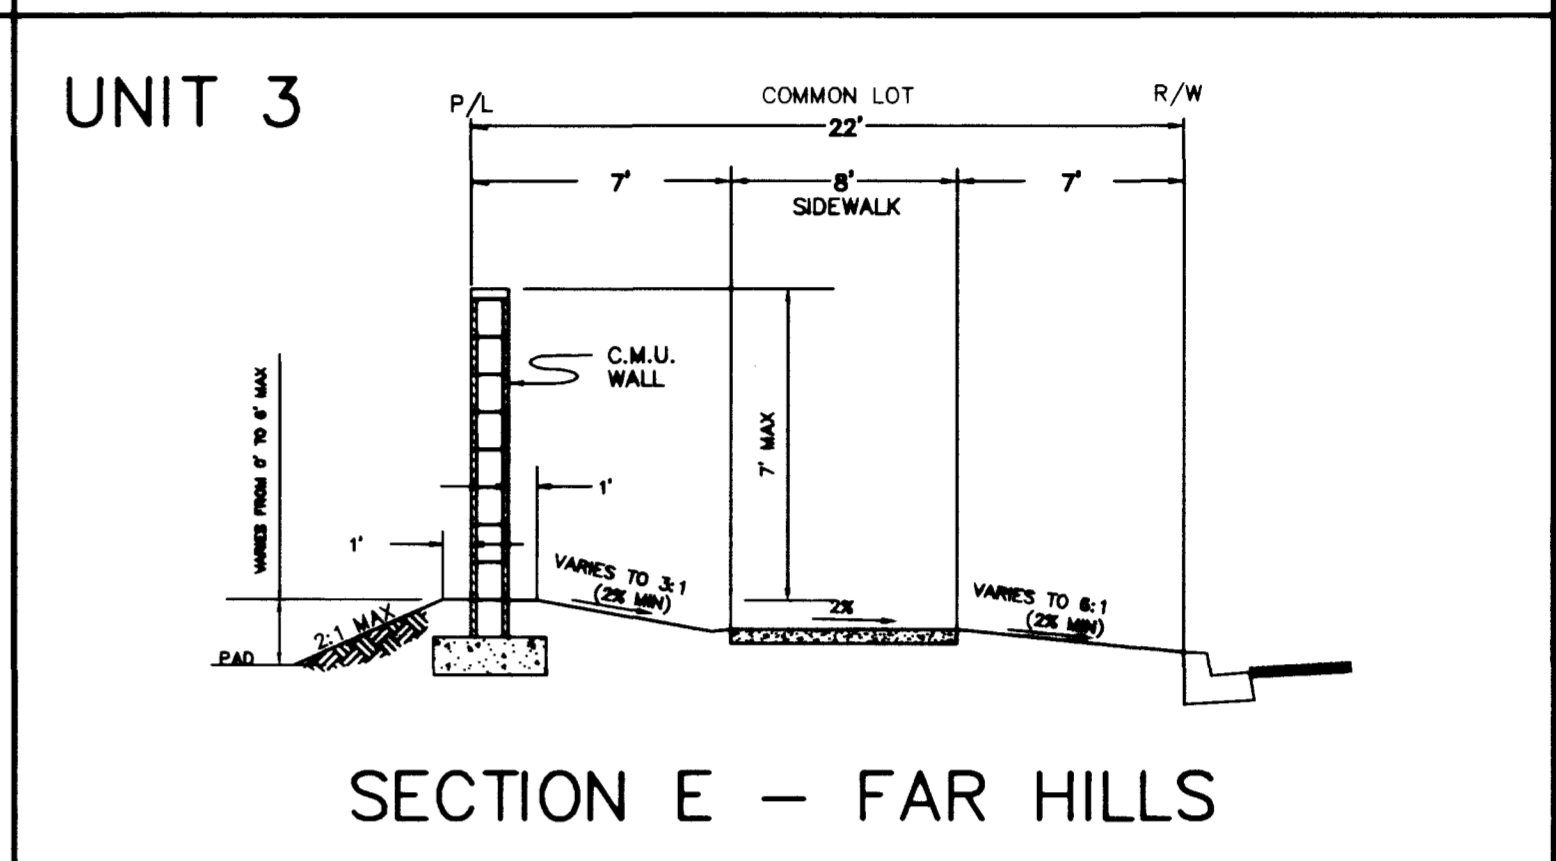 UNIT 3
P/L
COMMON LOT
R/W
22'
7'
8'
7'
SIDEWALK
C.M.U.
WALL
VARIES FROM 0' TO 6' MAX
7' MAX
1'
1'
VARIES TO 3:1
(2% MIN)
2%
VARIES TO 6:1
(2% MIN)
2:1 MAX
PAD
SECTION E – FAR HILLS